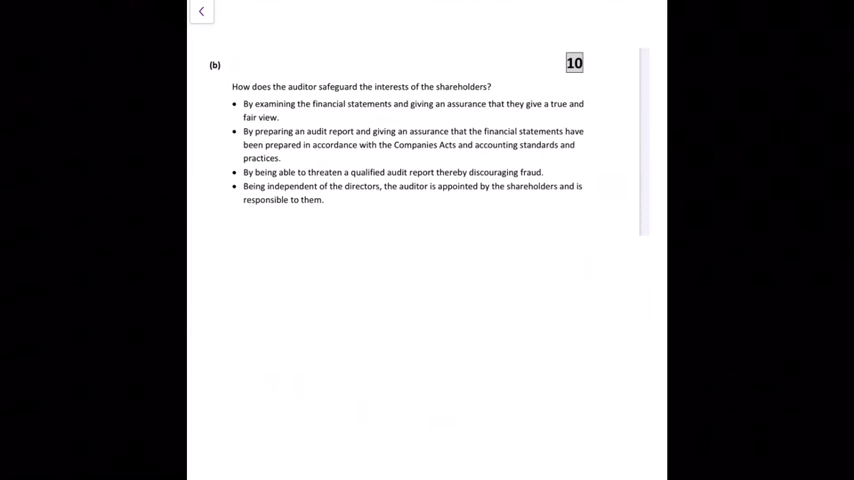 (b)
10
How does the auditor safeguard the interests of the shareholders?
• By examining the financial statements and giving an assurance that they give a true and
fair view.
• By preparing an audit report and giving an assurance that the financial statements have
been prepared in accordance with the Companies Acts and accounting standards and
practices.
• By being able to threaten a qualified audit report thereby discouraging fraud.
• Being independent of the directors, the auditor is appointed by the shareholders and is
responsible to them.